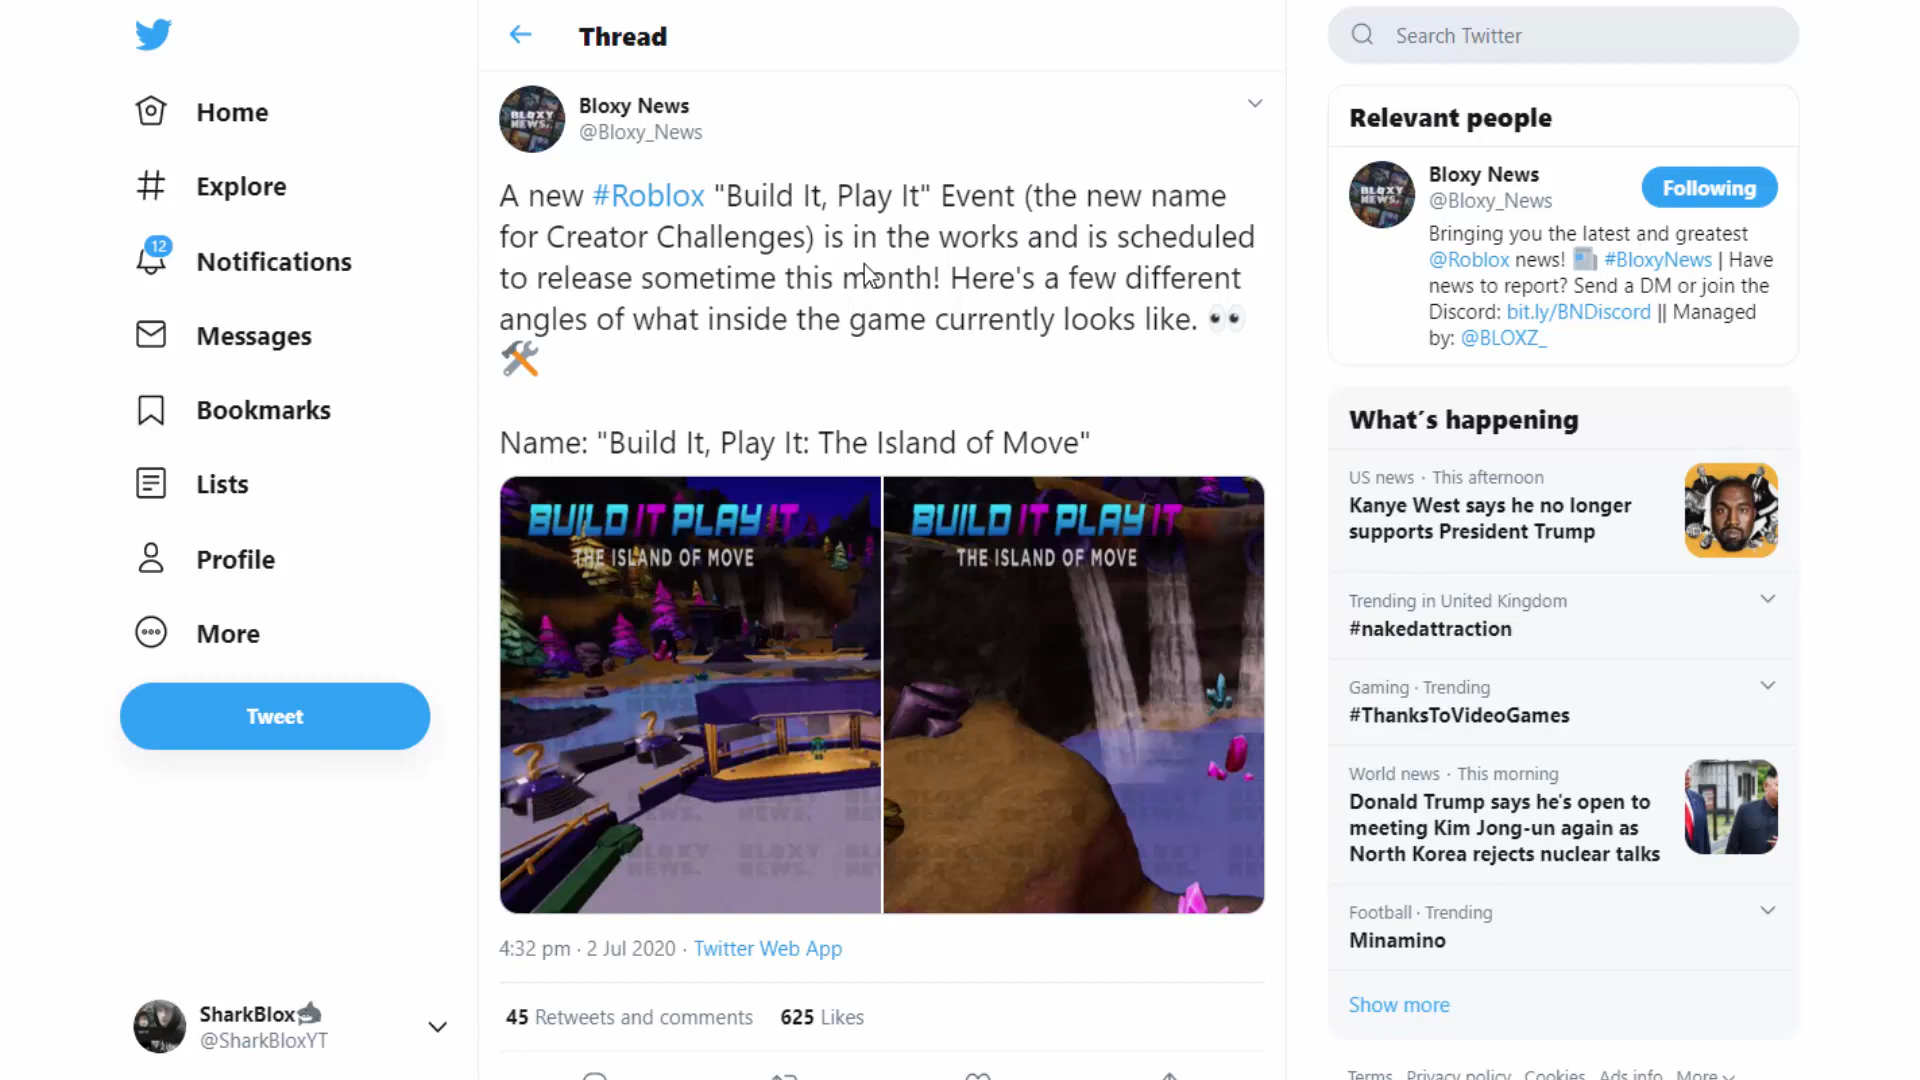 Home
Explore
12
Notifications
Messages
Bookmarks
Lists
Profile
More
Tweet
SharkBlox🦈
@SharkBloxYT
Thread
BLOXY
NEWS.
Bloxy News
@Bloxy_News
A new #Roblox "Build It, Play It" Event (the new name
for Creator Challenges) is in the works and is scheduled
to release sometime this month! Here's a few different
angles of what inside the game currently looks like. 👀
🛠
Name: "Build It, Play It: The Island of Move"
BUILD IT PLAY IT
THE ISLAND OF MOVE
BUILD IT PLAY IT
THE ISLAND OF MOVE
BLOXY
NEWS.
4:32 pm · 2 Jul 2020 · Twitter Web App
45 Retweets and comments 625 Likes
Search Twitter
Relevant people
BLOXY
NEWS.
Bloxy News
@Bloxy_News
Following
Bringing you the latest and greatest
@Roblox news! 📰 #BloxyNews | Have
news to report? Send a DM or join the
Discord: bit.ly/BNDiscord || Managed
by: @BLOXZ_
What's happening
US news · This afternoon
Kanye West says he no longer
supports President Trump
Trending in United Kingdom
#nakedattraction
Gaming · Trending
#ThanksToVideoGames
World news · This morning
Donald Trump says he's open to
meeting Kim Jong-un again as
North Korea rejects nuclear talks
Football · Trending
Minamino
Show more
Terms Privacy policy Cookies Ads info More